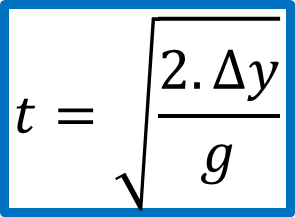 t = √(2.Δy/g)